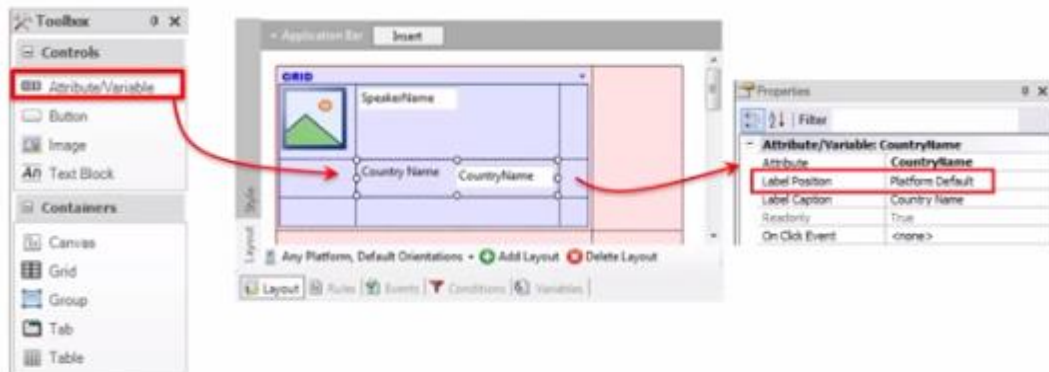 Toolbox
Controls
Attribute/Variable
Button
Image
Text Block
Containers
Canvas
Grid
Group
Tab
Table
Application Bar
Insert
GRID
SpeakerName
Country Name
CountryName
Style
Layout
Any Platform, Default Orientations
Add Layout
Delete Layout
Layout
Rules
Events
Conditions
Variables
Properties
Filter
Attribute/Variable: CountryName
Attribute CountryName
Label Position Platform Default
Label Caption Country Name
Readonly True
On Click Event <none>